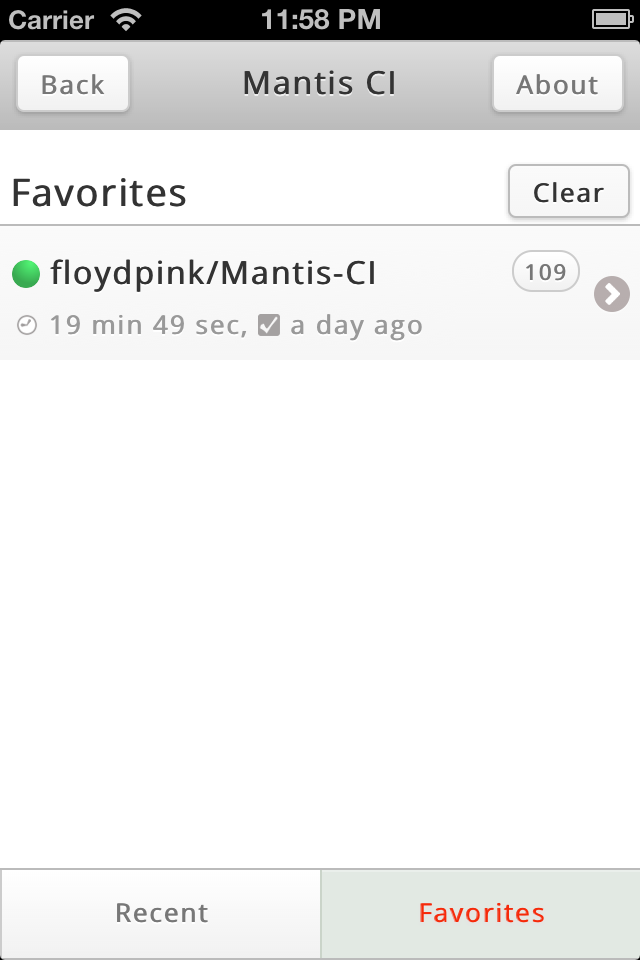 Carrier 11:58 PM
Back Mantis CI About
Favorites Clear
floydpink/Mantis-CI 109
19 min 49 sec, a day ago
Recent Favorites